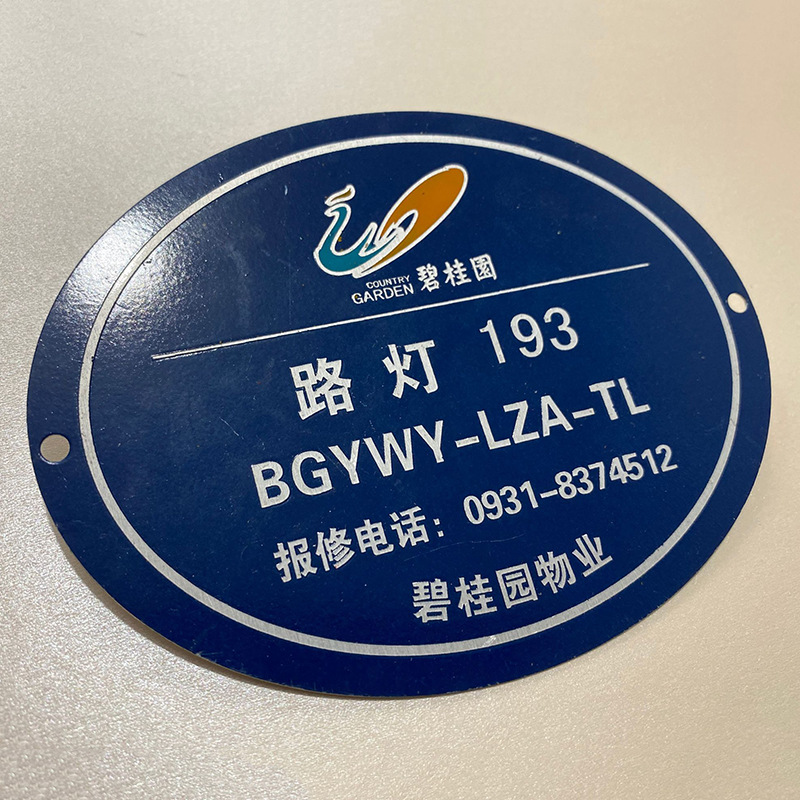 COUNTRY
GARDEN 碧桂園
路灯 193
BGYWY-LZA-TL
报修电话: 0931-8374512
碧桂园物业